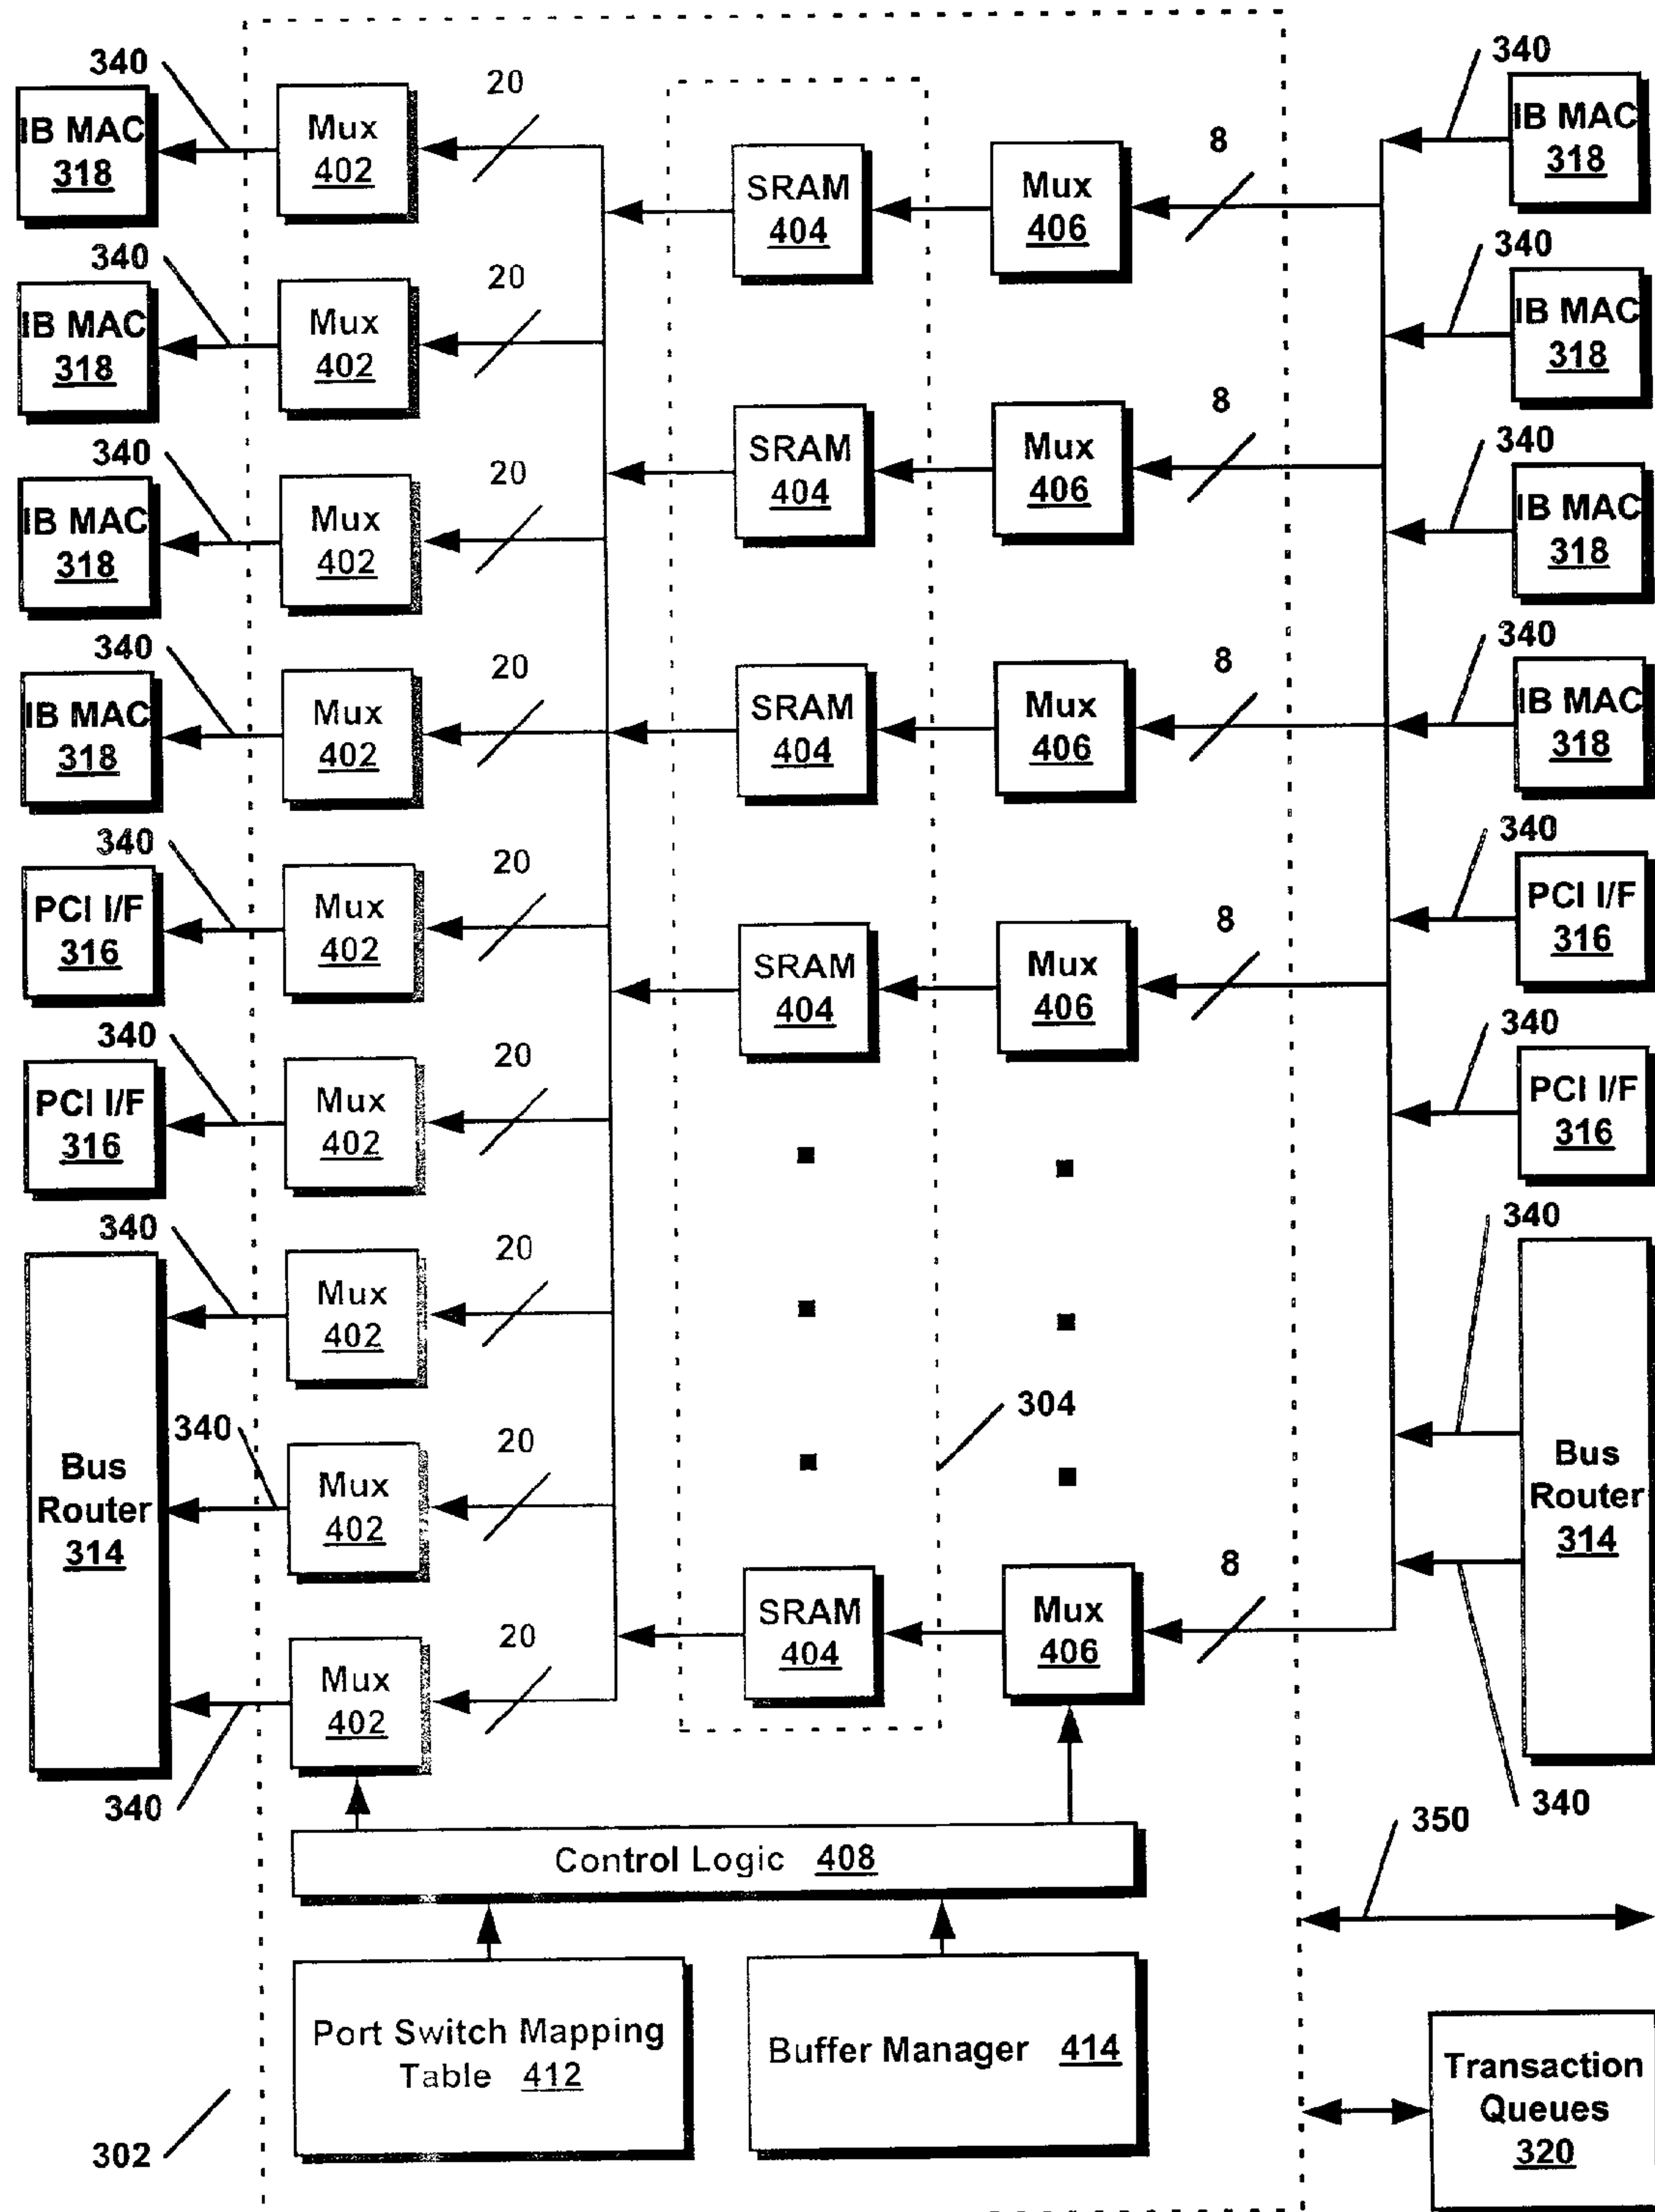 340
IB MAC
318
Mux
402
20
SRAM
404
Mux
406
8
340
IB MAC
318
340
IB MAC
318
Mux
402
20
340
IB MAC
318
340
IB MAC
318
Mux
402
20
SRAM
404
Mux
406
8
340
IB MAC
318
340
IB MAC
318
Mux
402
20
SRAM
404
Mux
406
8
340
IB MAC
318
340
PCI I/F
316
Mux
402
20
SRAM
404
Mux
406
8
340
PCI I/F
316
340
PCI I/F
316
Mux
402
20
340
PCI I/F
316
340
Mux
402
20
340
304
Bus
Router
314
340
Mux
402
20
Bus
Router
314
Mux
402
20
SRAM
404
Mux
406
8
340
340
350
Control Logic 408
Port Switch Mapping
Table 412
Buffer Manager 414
Transaction
Queues
320
302